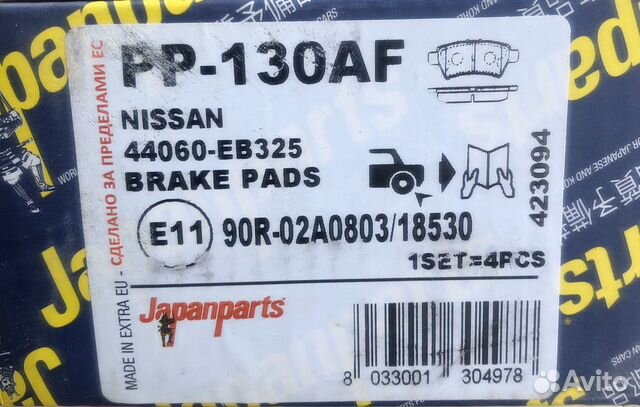 PP-130AF
NISSAN
44060-EB325
BRAKE PADS
E11
90R-02A0803/18530
1SET=4PCS
423094
MADE IN EXTRA EU - СДЕЛАНО ЗА ПРЕДЕЛАМИ ЕС
Japanparts
8 033001 304978
Japanparts
Avito